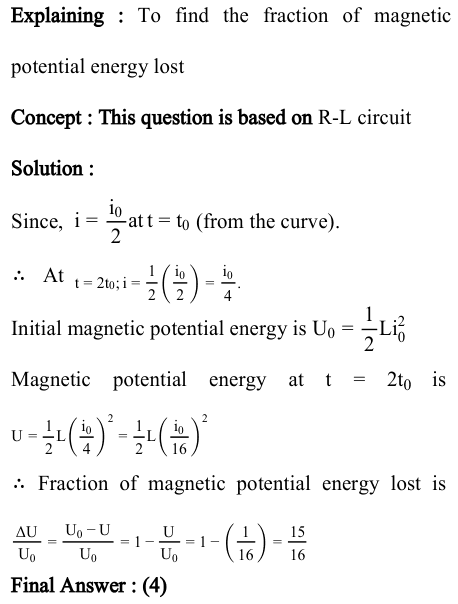 Explaining : To find the fraction of magnetic
potential energy lost
Concept : This question is based on R-L circuit
Solution :
Since, i = i₀/2 at t = t₀ (from the curve).
∴ At t = 2t₀; i = 1/2 (i₀/2) = i₀/4.
Initial magnetic potential energy is U₀ = 1/2 Li₀²
Magnetic potential energy at t = 2t₀ is
U = 1/2 L(i₀/4)² = 1/2 L(i₀/16)²
∴ Fraction of magnetic potential energy lost is
ΔU/U₀ = (U₀ − U)/U₀ = 1 − U/U₀ = 1 − (1/16) = 15/16
Final Answer : (4)